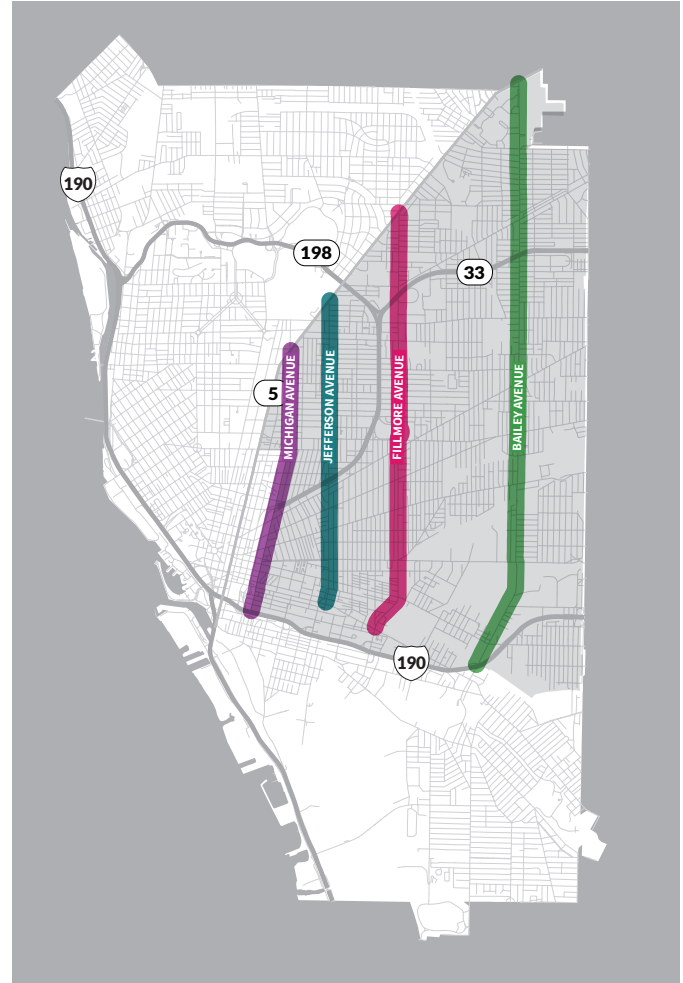 190
198
33
5
MICHIGAN AVENUE
JEFFERSON AVENUE
FILLMORE AVENUE
BAILEY AVENUE
190